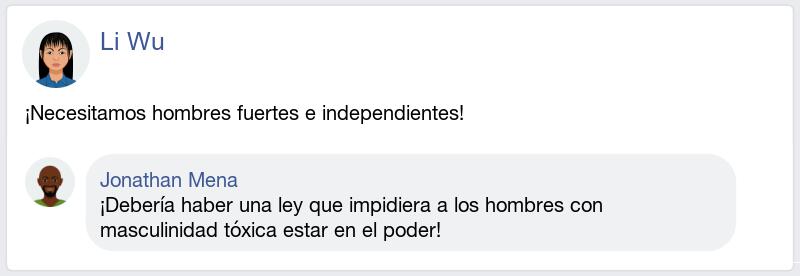 Li Wu
¡Necesitamos hombres fuertes e independientes!
Jonathan Mena
¡Debería haber una ley que impidiera a los hombres con
masculinidad tóxica estar en el poder!